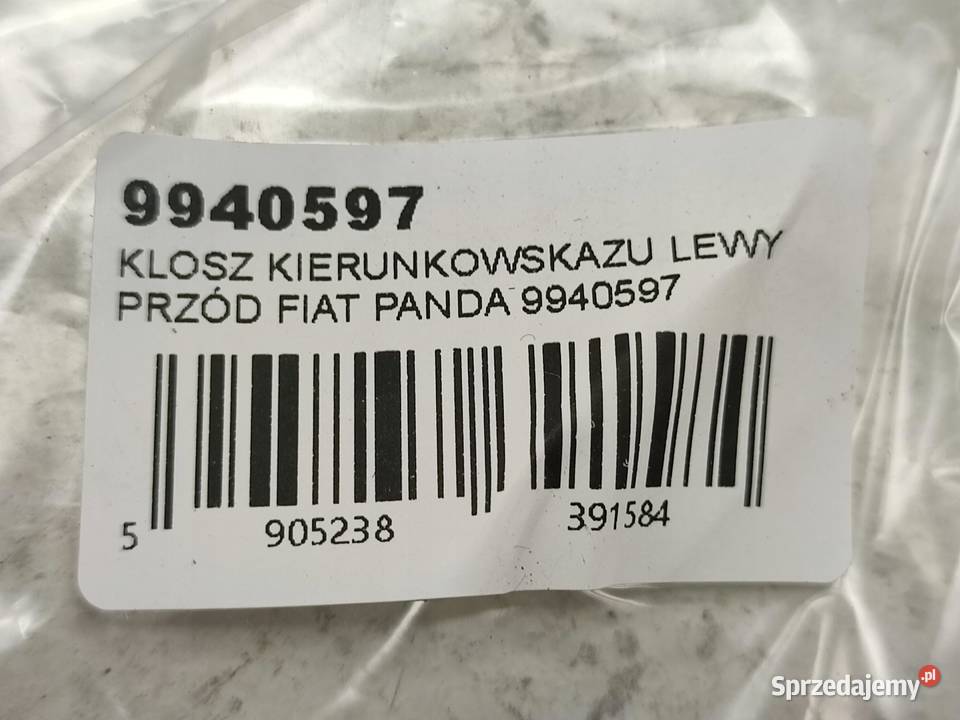 9940597
KLOSZ KIERUNKOWSKAZU LEWY
PRZÓD FIAT PANDA 9940597
5 905238 391584
Sprzedajemy.pl